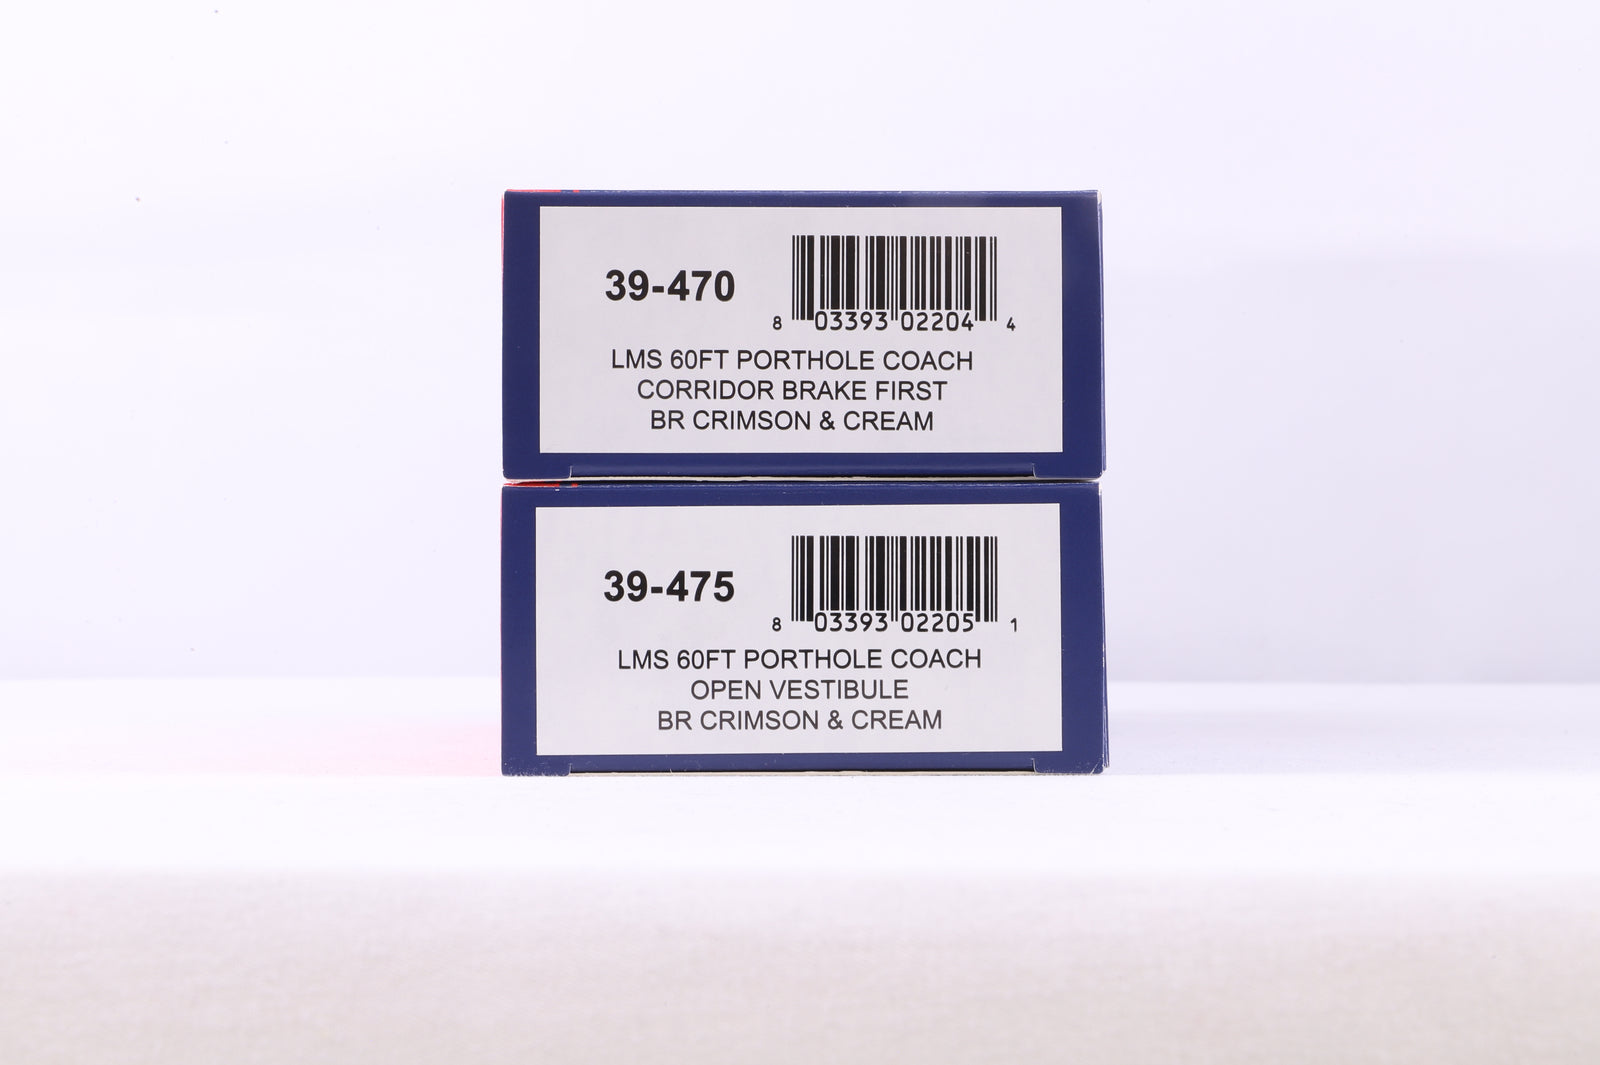 39-470
8 03393 02204 4
LMS 60FT PORTHOLE COACH
CORRIDOR BRAKE FIRST
BR CRIMSON & CREAM
39-475
8 03393 02205 1
LMS 60FT PORTHOLE COACH
OPEN VESTIBULE
BR CRIMSON & CREAM